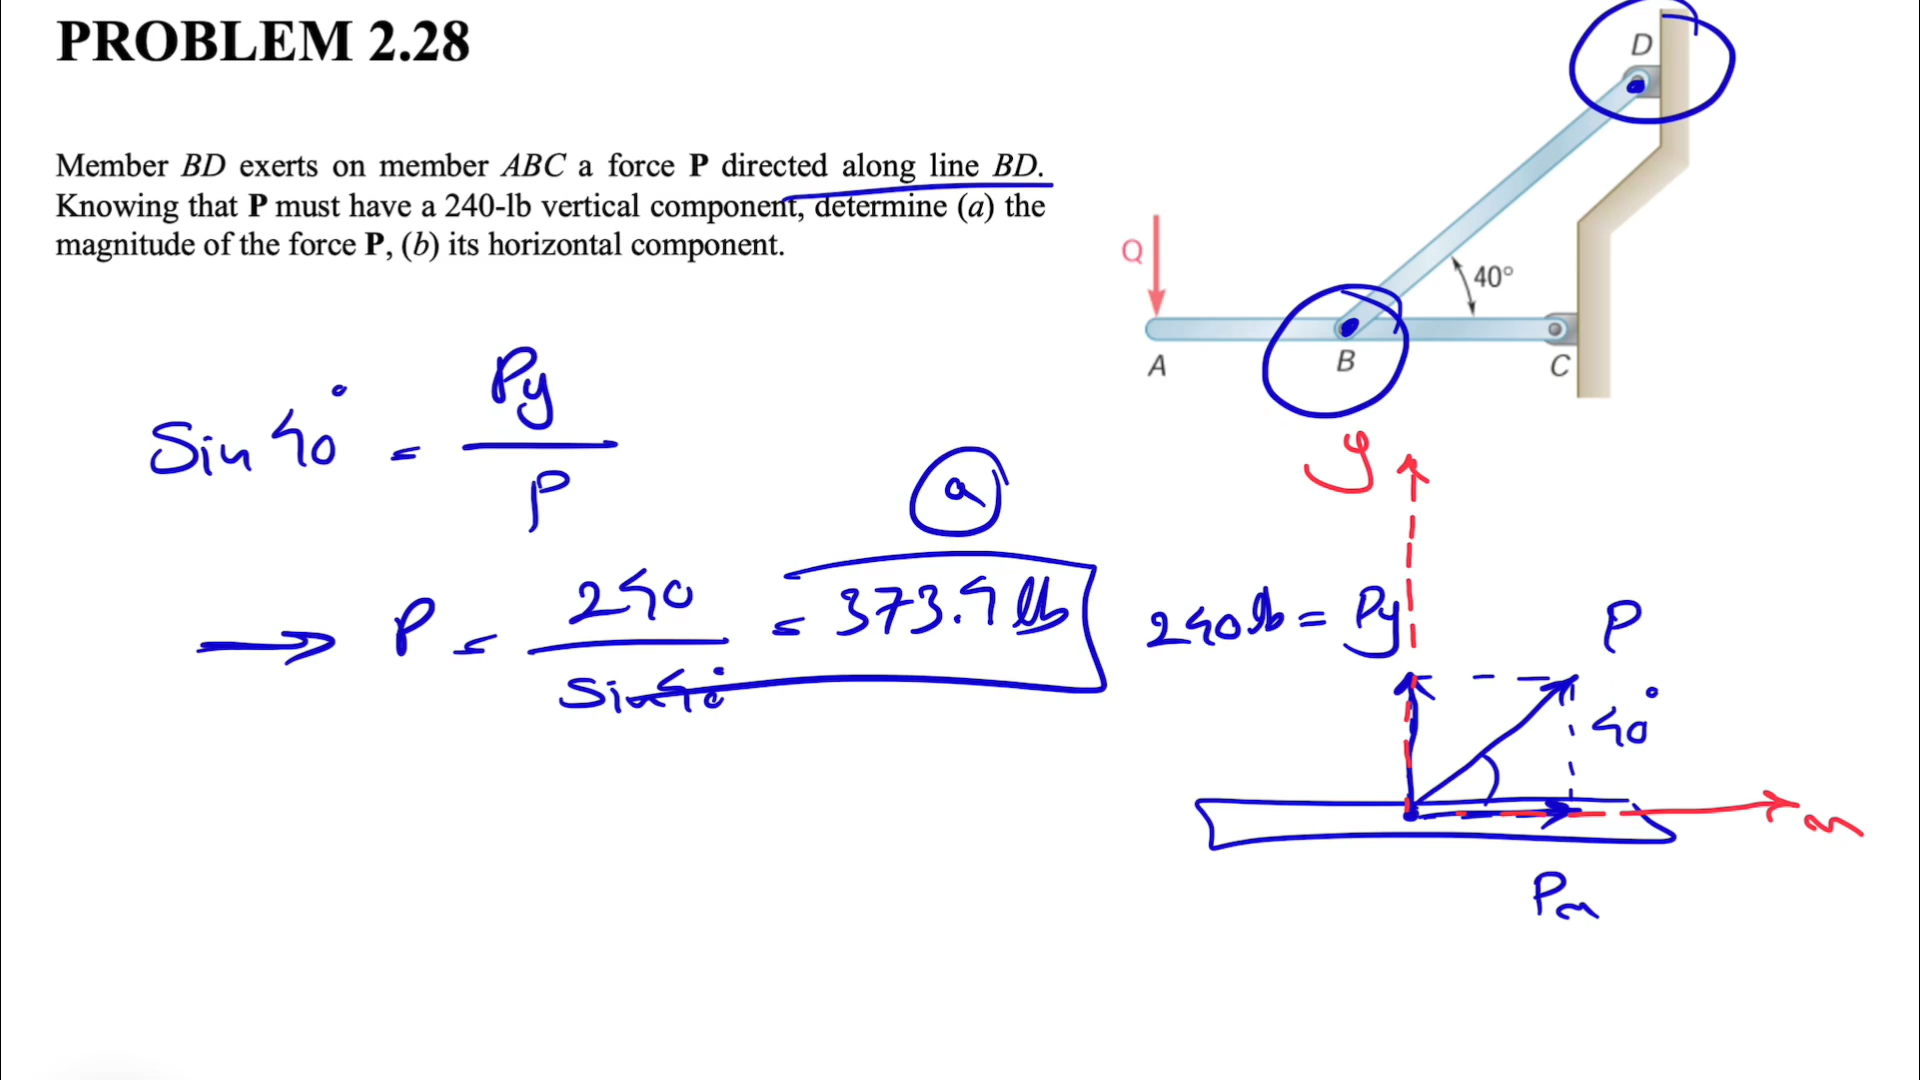 PROBLEM 2.28
Member BD exerts on member ABC a force P directed along line BD.
Knowing that P must have a 240-lb vertical component, determine (a) the
magnitude of the force P, (b) its horizontal component.
D
Q
40°
A
B
C
Sin 40° = Py / P
a
→ P = 240 / Sin 40° = 373.4 lb
y
240 lb = Py
P
40°
x
Px